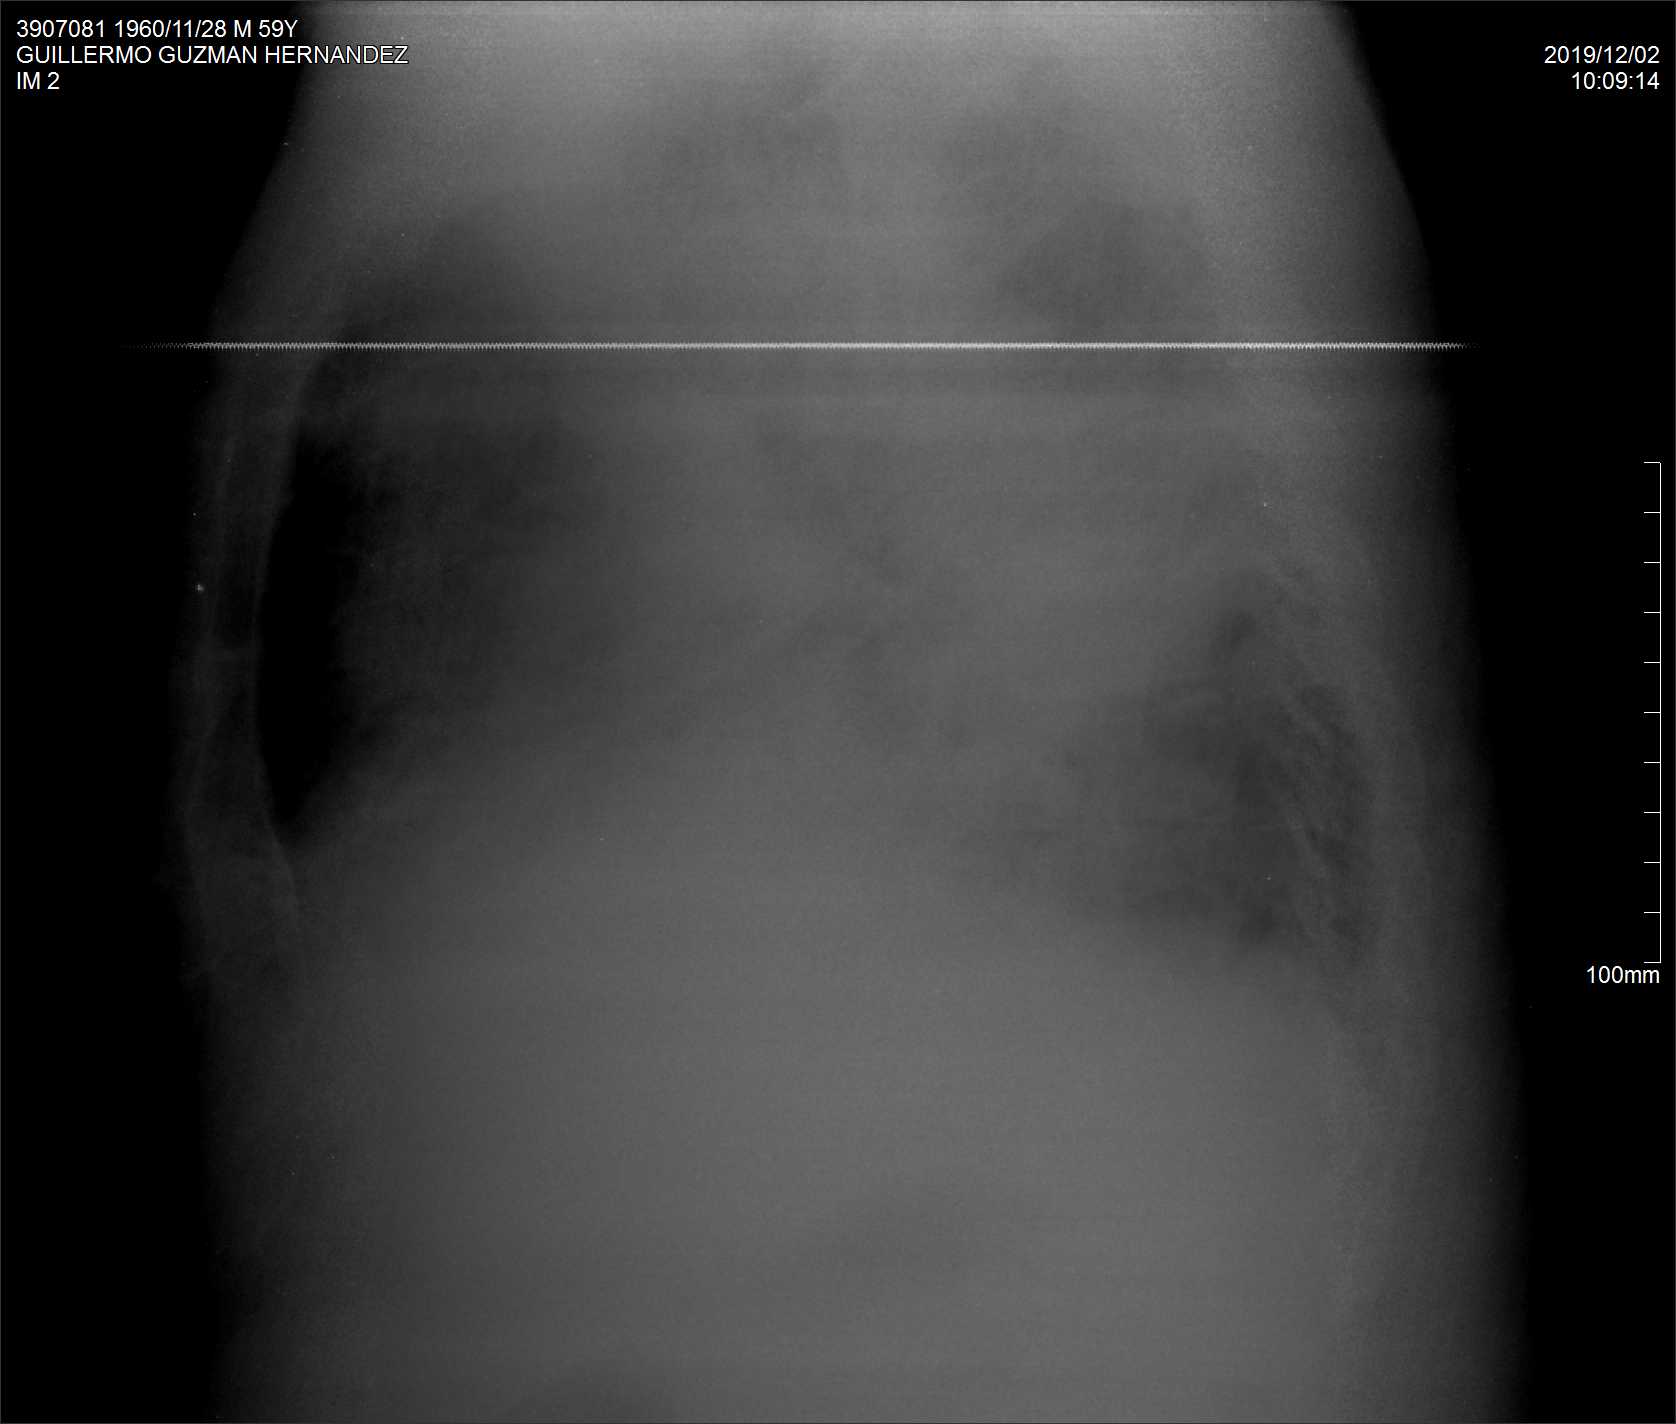 3907081 1960/11/28 M 59Y
GUILLERMO GUZMAN HERNANDEZ
IM 2
2019/12/02
10:09:14
100mm